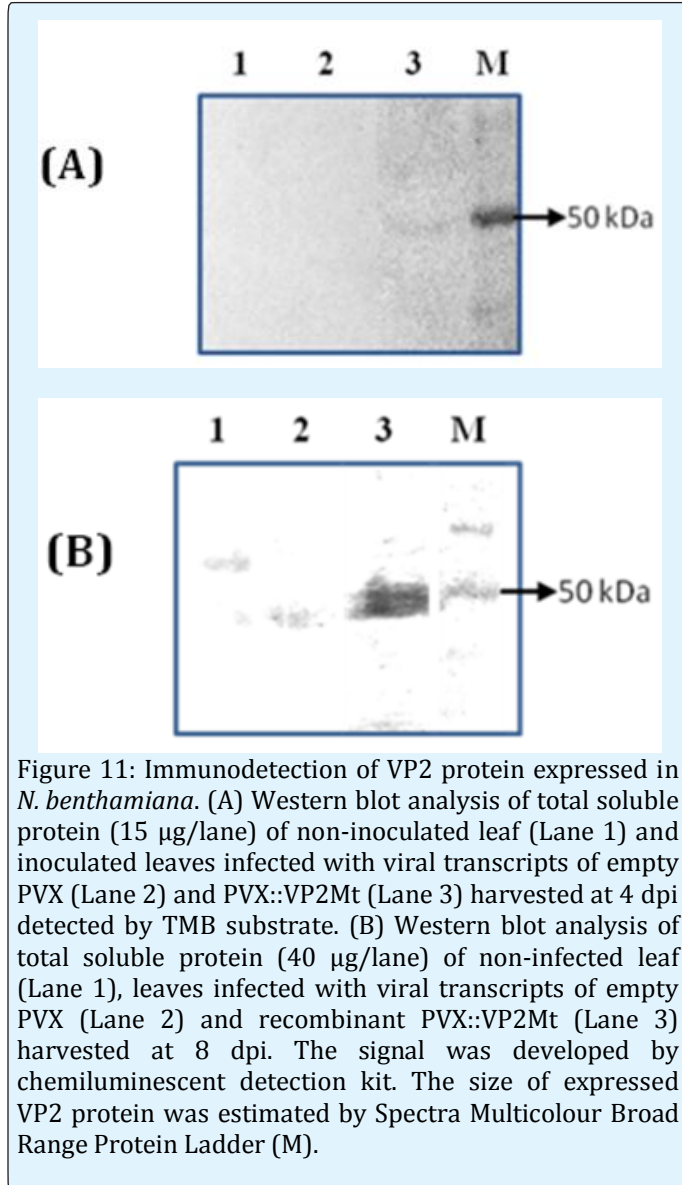 1 2 3 M
(A)
50 kDa
1 2 3 M
(B)
50 kDa
Figure 11: Immunodetection of VP2 protein expressed in
N. benthamiana. (A) Western blot analysis of total soluble
protein (15 µg/lane) of non-inoculated leaf (Lane 1) and
inoculated leaves infected with viral transcripts of empty
PVX (Lane 2) and PVX::VP2Mt (Lane 3) harvested at 4 dpi
detected by TMB substrate. (B) Western blot analysis of
total soluble protein (40 µg/lane) of non-infected leaf
(Lane 1), leaves infected with viral transcripts of empty
PVX (Lane 2) and recombinant PVX::VP2Mt (Lane 3)
harvested at 8 dpi. The signal was developed by
chemiluminescent detection kit. The size of expressed
VP2 protein was estimated by Spectra Multicolour Broad
Range Protein Ladder (M).